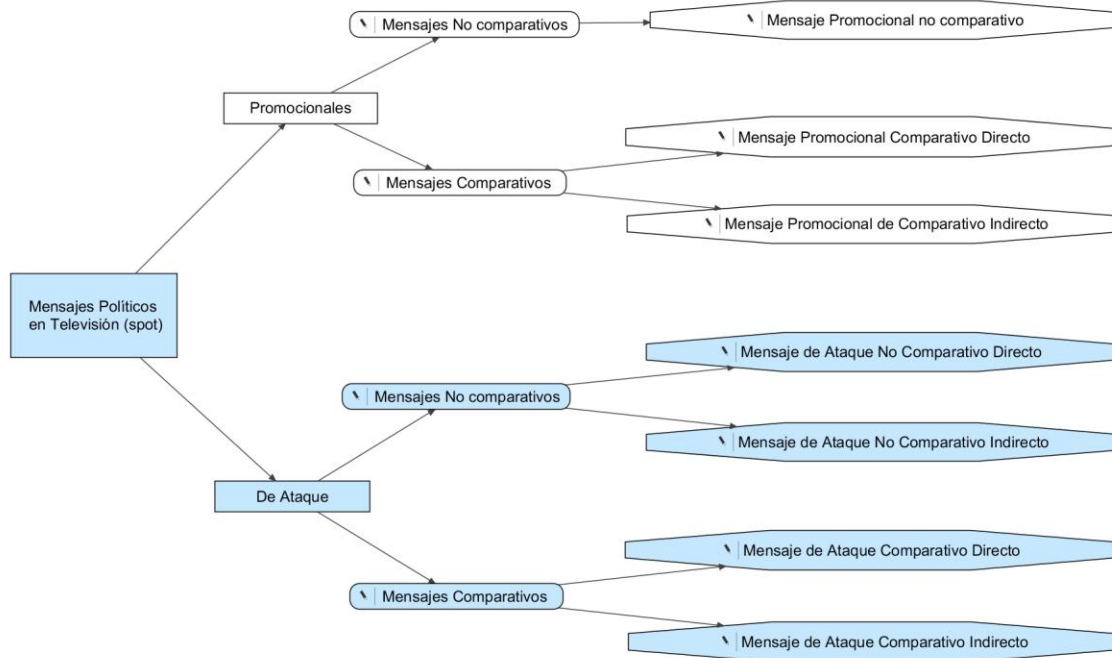 Mensajes No comparativos
Mensaje Promocional no comparativo
Promocionales
Mensaje Promocional Comparativo Directo
Mensajes Comparativos
Mensaje Promocional de Comparativo Indirecto
Mensajes Políticos
en Televisión (spot)
Mensaje de Ataque No Comparativo Directo
Mensajes No comparativos
Mensaje de Ataque No Comparativo Indirecto
De Ataque
Mensaje de Ataque Comparativo Directo
Mensajes Comparativos
Mensaje de Ataque Comparativo Indirecto